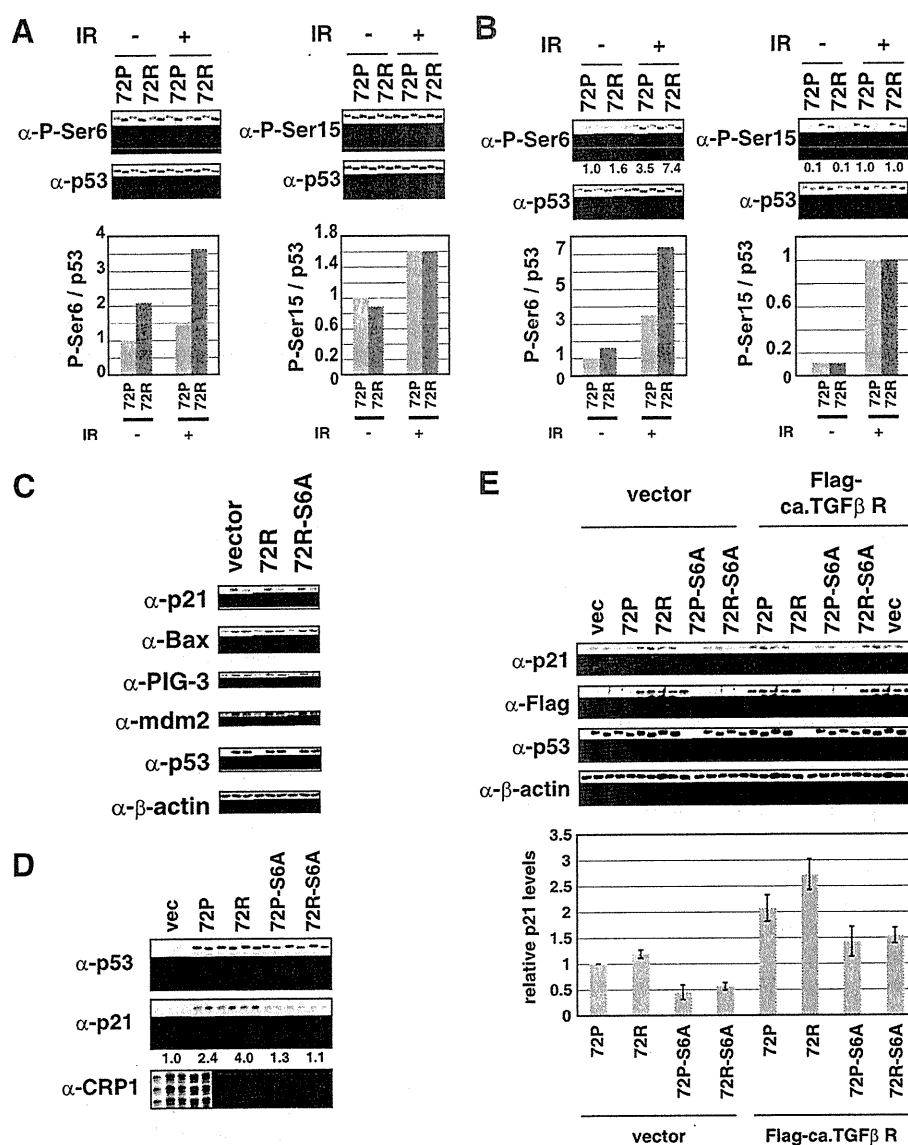 A
IR - +
72P 72R 72P 72R
α-P-Ser6
α-p53
P-Ser6 / p53
4
3
2
1
0
72P 72R 72P 72R
IR - +
IR - +
72P 72R 72P 72R
α-P-Ser15
α-p53
P-Ser15 / p53
1.8
1.4
1
0.6
0.2
0
72P 72R 72P 72R
IR - +
B
IR - +
72P 72R 72P 72R
α-P-Ser6
1.0 1.6 3.5 7.4
α-p53
P-Ser6 / p53
7
5
3
1
0
72P 72R 72P 72R
IR - +
IR - +
72P 72R 72P 72R
α-P-Ser15
0.1 0.1 1.0 1.0
α-p53
P-Ser15 / p53
1
0.6
0.2
0
72P 72R 72P 72R
IR - +
C
vector 72R 72R-S6A
α-p21
α-Bax
α-PIG-3
α-mdm2
α-p53
α-β-actin
D
vec 72P 72R 72P-S6A 72R-S6A
α-p53
α-p21
1.0 2.4 4.0 1.3 1.1
α-CRP1
E
vector
Flag-
ca.TGFβ R
vec 72P 72R 72P-S6A 72R-S6A 72P 72R 72P-S6A 72R-S6A vec
α-p21
α-Flag
α-p53
α-β-actin
relative p21 levels
3.5
3
2.5
2
1.5
1
0.5
0
72P 72R 72P-S6A 72R-S6A 72P 72R 72P-S6A 72R-S6A
vector Flag-ca.TGFβ R